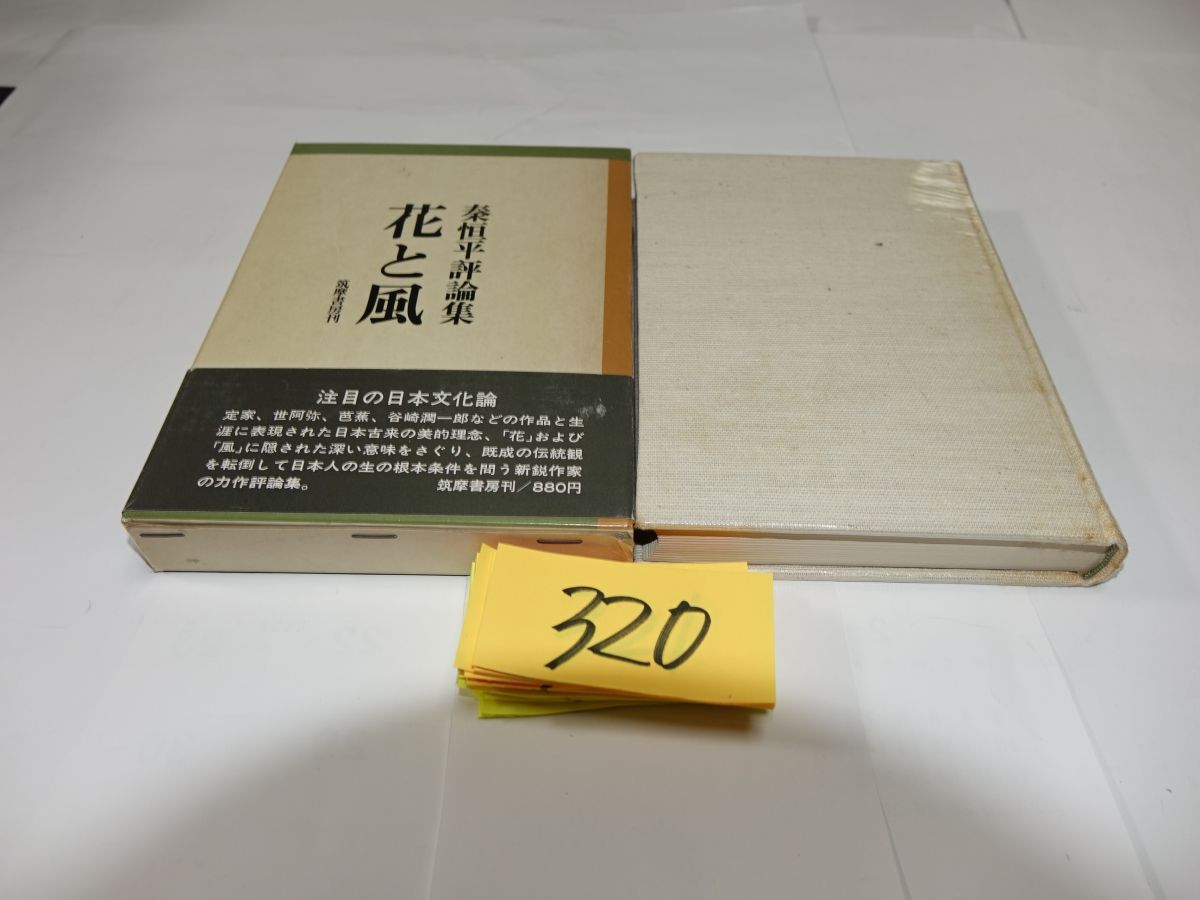 秦恒平評論集
花と風
筑摩書房刊
注目の日本文化論
定家、世阿弥、芭蕉、谷崎潤一郎などの作品と生
涯に表現された日本古来の美的理念、「花」および
「風」に隠された深い意味をさぐり、既成の伝統観
を転倒して日本人の生の根本条件を問う新鋭作家
の力作評論集。 筑摩書房刊/880円
320